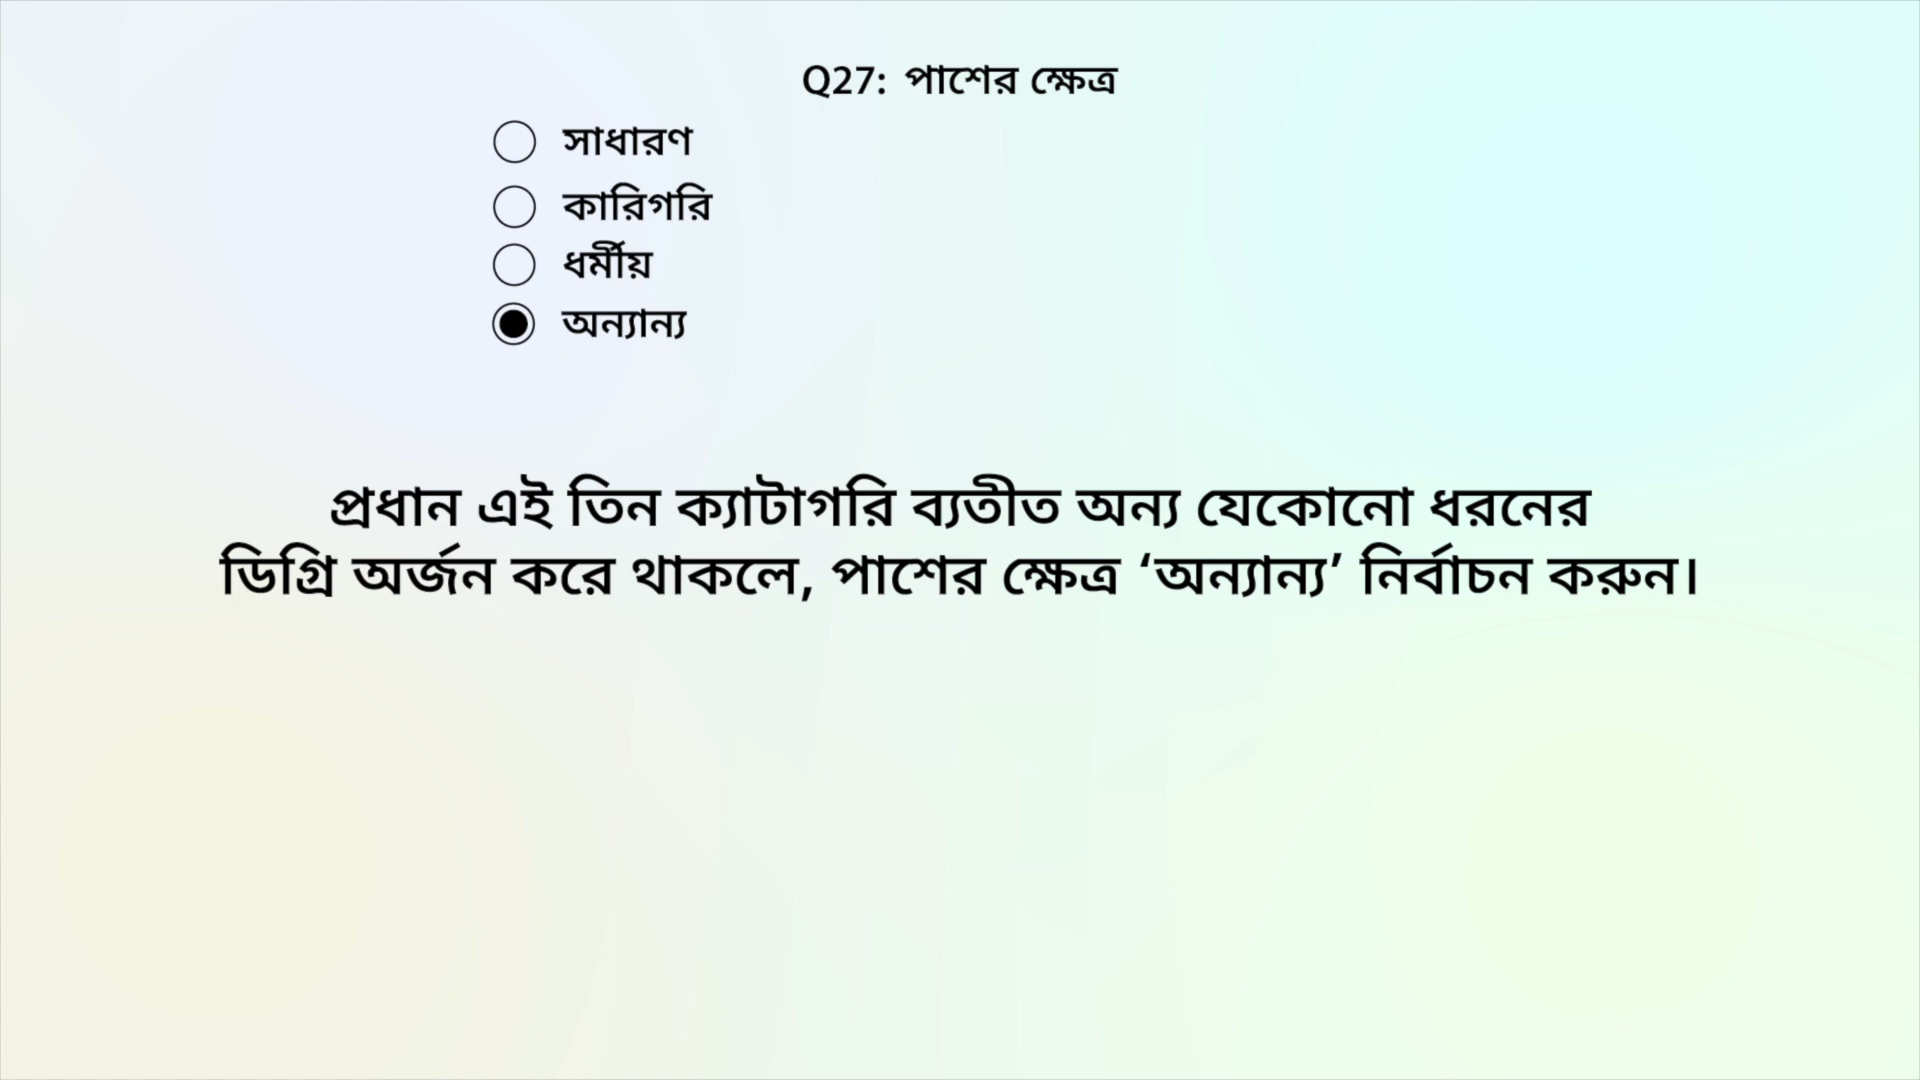 Q27: পাশের ক্ষেত্র
সাধারণ
কারিগরি
ধর্মীয়
অন্যান্য
প্রধান এই তিন ক্যাটাগরি ব্যতীত অন্য যেকোনো ধরনের
ডিগ্রি অর্জন করে থাকলে, পাশের ক্ষেত্র ‘অন্যান্য’ নির্বাচন করুন।